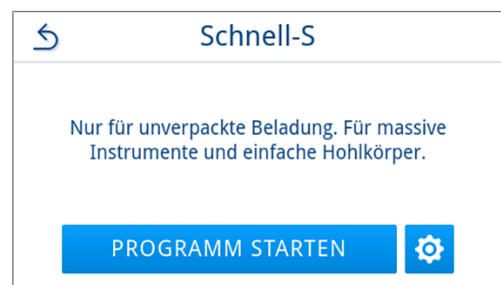 Schnell-S
Nur für unverpackte Beladung. Für massive
Instrumente und einfache Hohlkörper.
PROGRAMM STARTEN